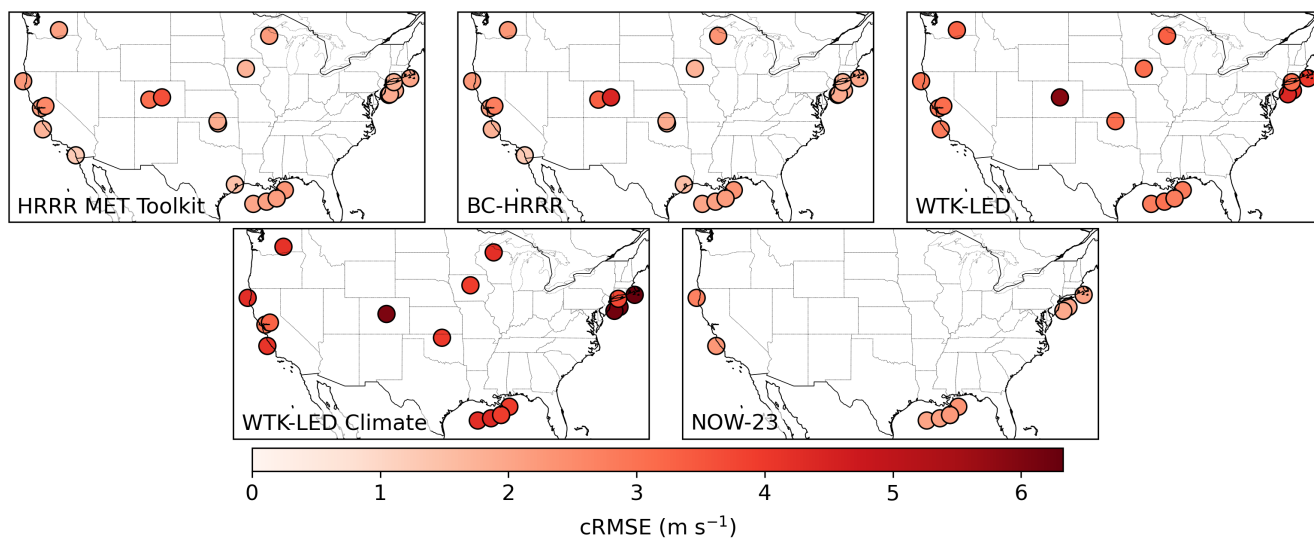 HRRR MET Toolkit
BC-HRRR
WTK-LED
WTK-LED Climate
NOW-23
0 1 2 3 4 5 6
cRMSE (m s⁻¹)